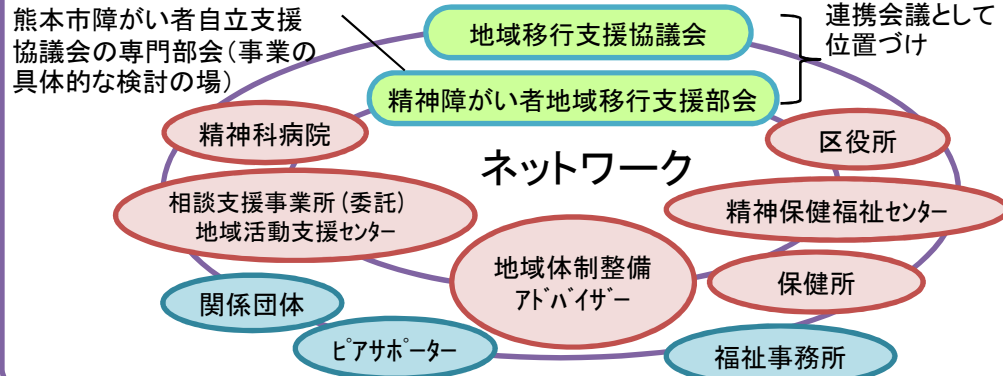 熊本市障がい者自立支援
協議会の専門部会(事業の
具体的な検討の場)
地域移行支援協議会
連携会議として
位置づけ
精神障がい者地域移行支援部会
精神科病院
区役所
ネットワーク
相談支援事業所(委託)
地域活動支援センター
精神保健福祉センター
地域体制整備
アドバイザー
保健所
関係団体
ピアサポーター
福祉事務所